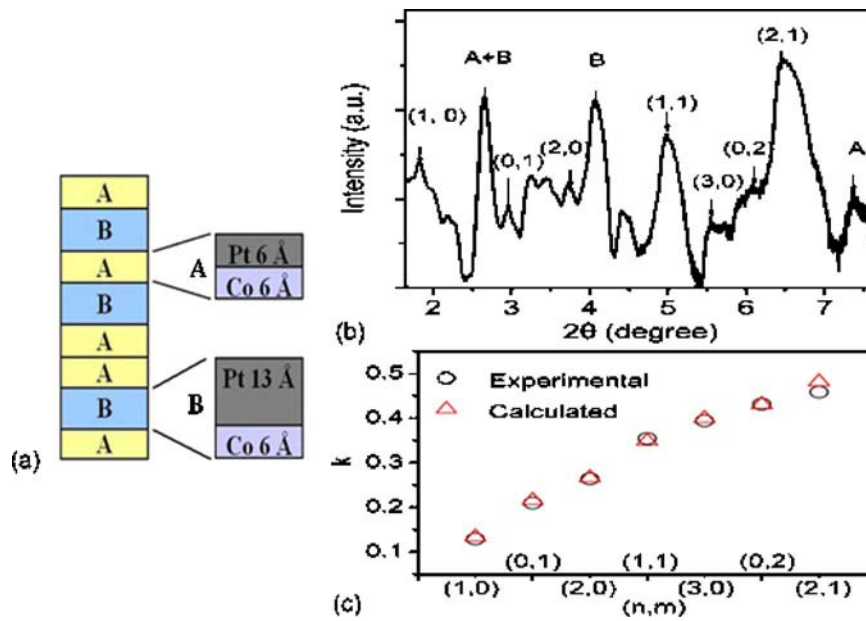 A
B
A
B
A
A
B
A
(a)
A
Pt 6 Å
Co 6 Å
B
Pt 13 Å
Co 6 Å
Intensity (a.u.)
(1, 0)
A+B
(0,1)
(2,0)
B
(1,1)
(3,0)
(0,2)
(2,1)
A
2 3 4 5 6 7
2θ (degree)
(b)
0.5
0.4
0.3
0.2
0.1
k
Experimental
Calculated
(0,1) (1,1) (0,2)
(1,0) (2,0) (3,0) (2,1)
(n,m)
(c)